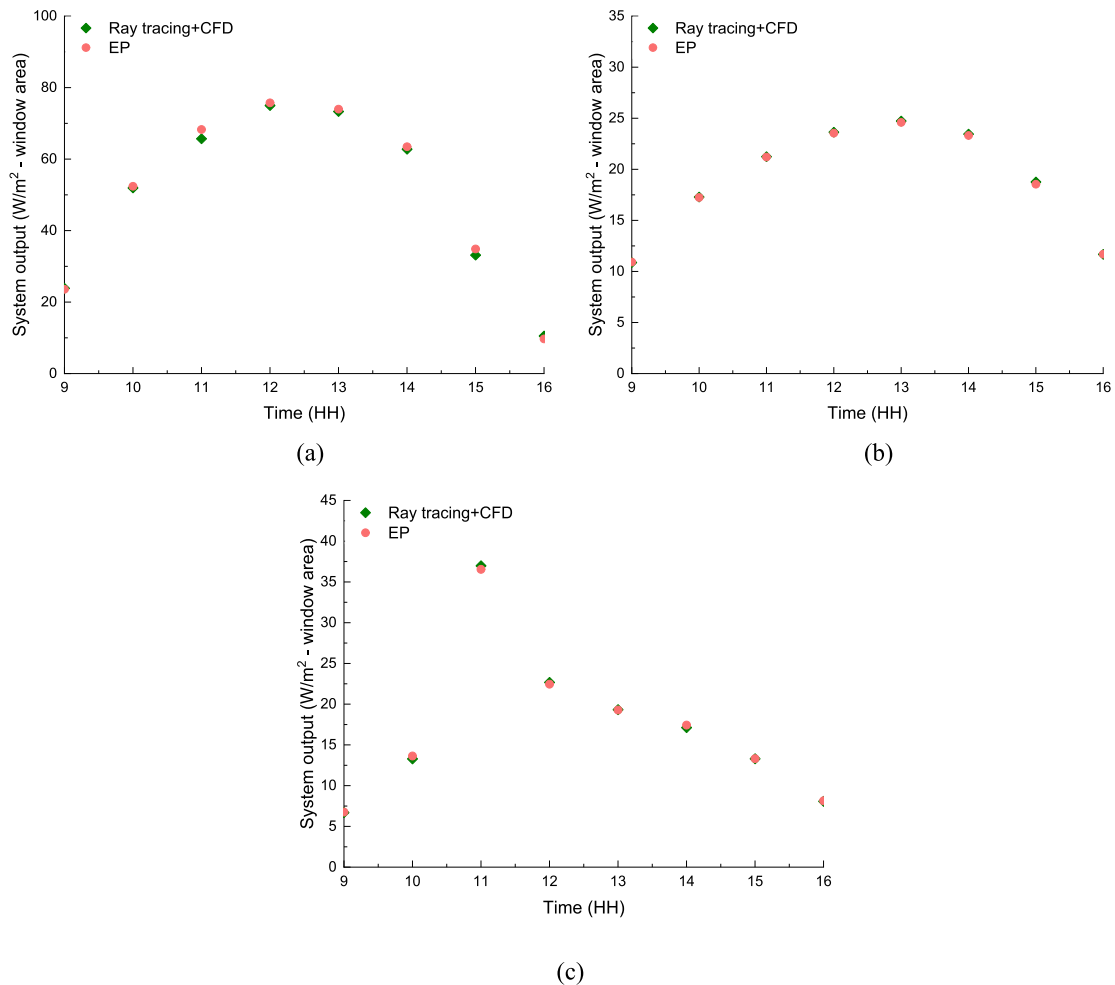 Ray tracing+CFD
EP
System output (W/m² - window area)
100
80
60
40
20
0
9 10 11 12 13 14 15 16
Time (HH)
(a)
Ray tracing+CFD
EP
System output (W/m² - window area)
35
30
25
20
15
10
5
0
9 10 11 12 13 14 15 16
Time (HH)
(b)
Ray tracing+CFD
EP
System output (W/m² - window area)
45
40
35
30
25
20
15
10
5
0
9 10 11 12 13 14 15 16
Time (HH)
(c)